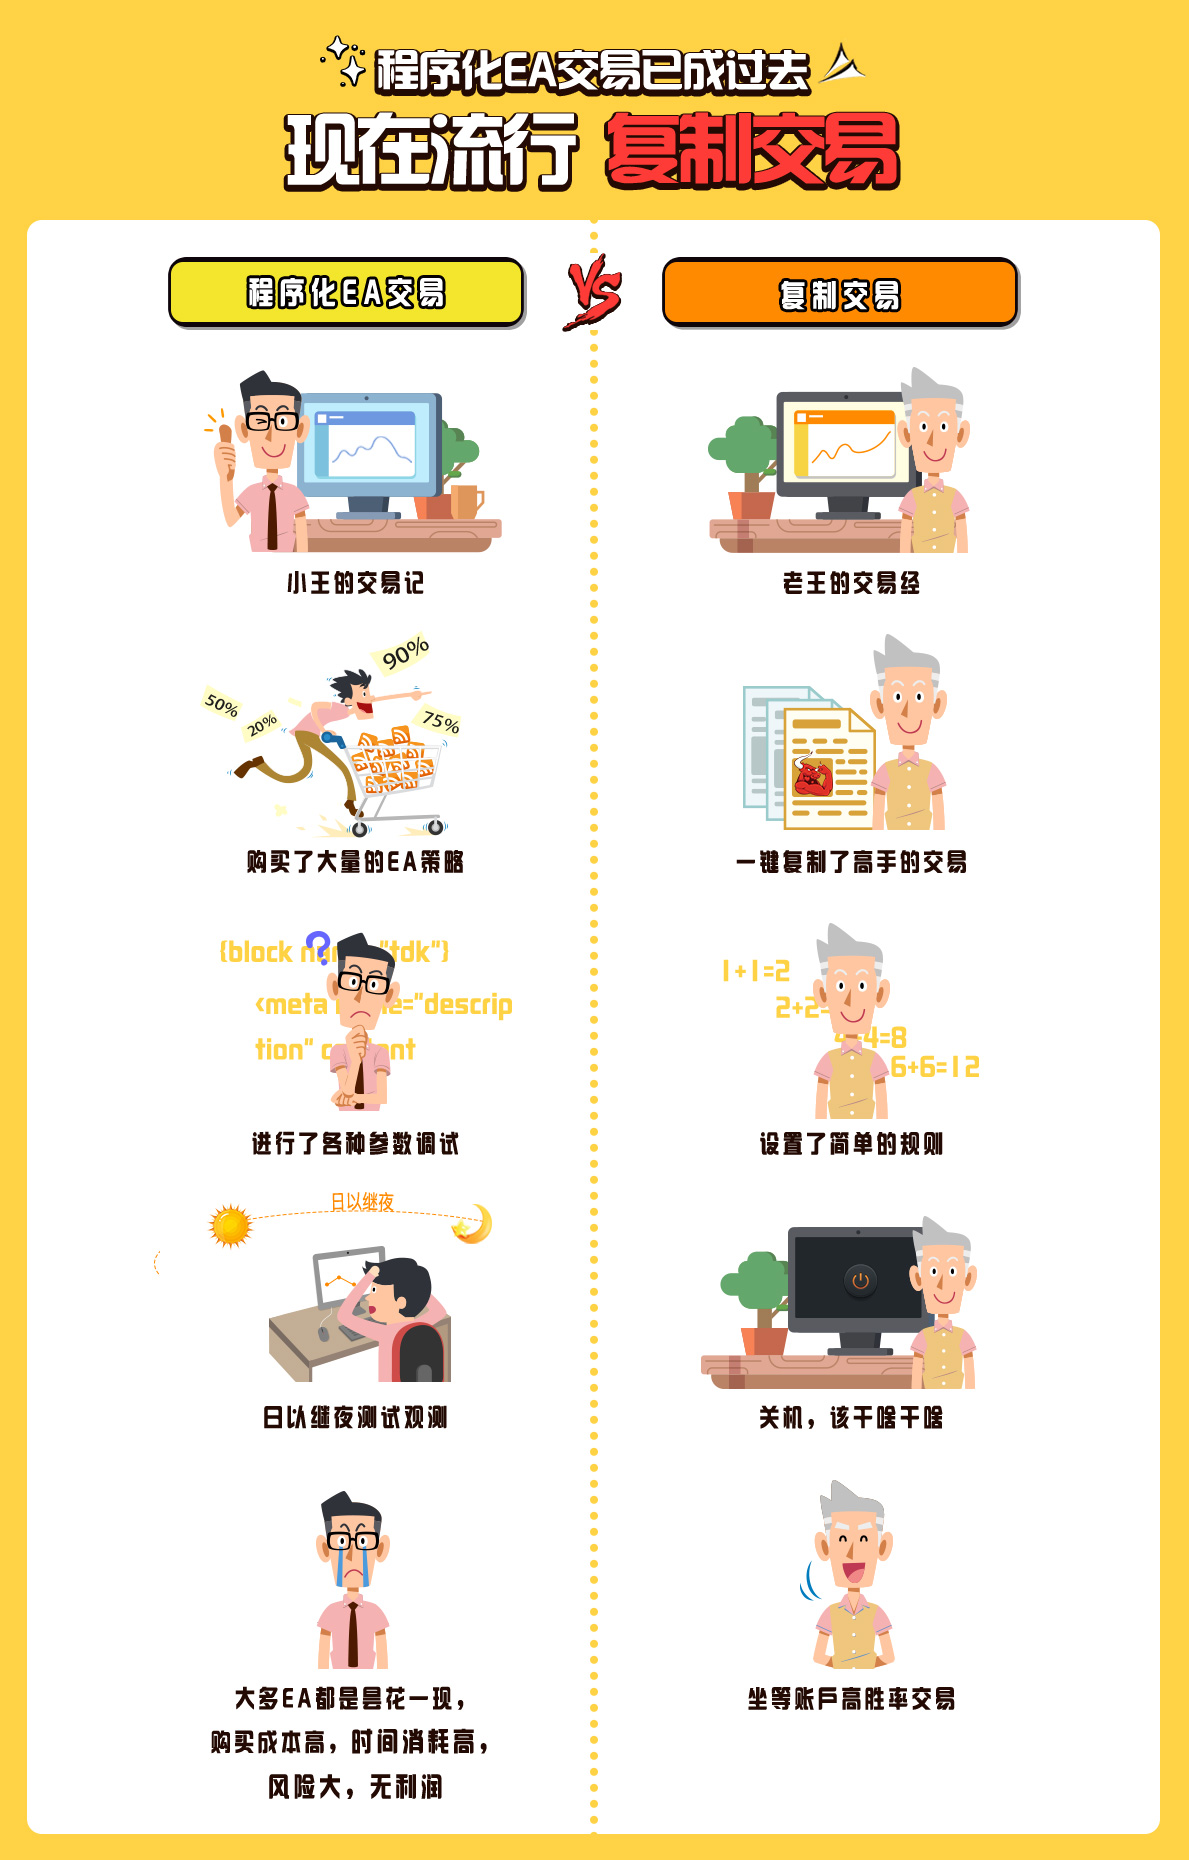 程序化EA交易已成过去
现在流行 复制交易
程序化EA交易
VS
复制交易
小王的交易记
老王的交易经
90%
50%
20%
75%
购买了大量的EA策略
一键复制了高手的交易
?
{block n "tdk"}
<meta e="descrip
tion" c nt
1+1=2
2+2=
4=8
6+6=12
进行了各种参数调试
设置了简单的规则
日以继夜
日以继夜测试观测
关机，该干啥干啥
大多EA都是昙花一现，
购买成本高，时间消耗高，
风险大，无利润
坐等账戶高胜率交易